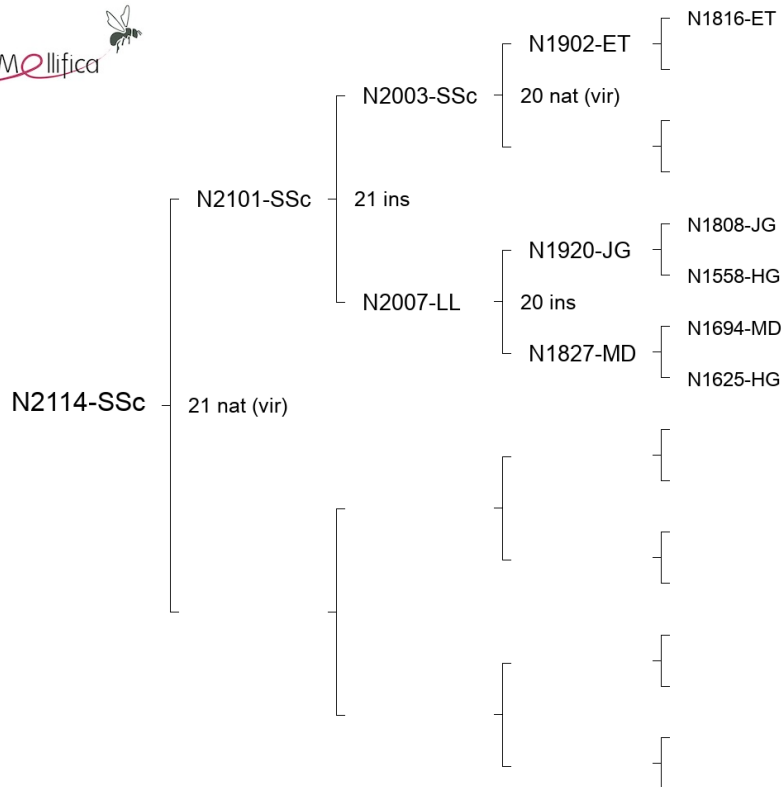 Mellifica
N1816-ET
N1902-ET
N2003-SSc
20 nat (vir)
N2101-SSc
21 ins
N1808-JG
N1920-JG
N1558-HG
N2007-LL
20 ins
N1694-MD
N1827-MD
N1625-HG
N2114-SSc
21 nat (vir)